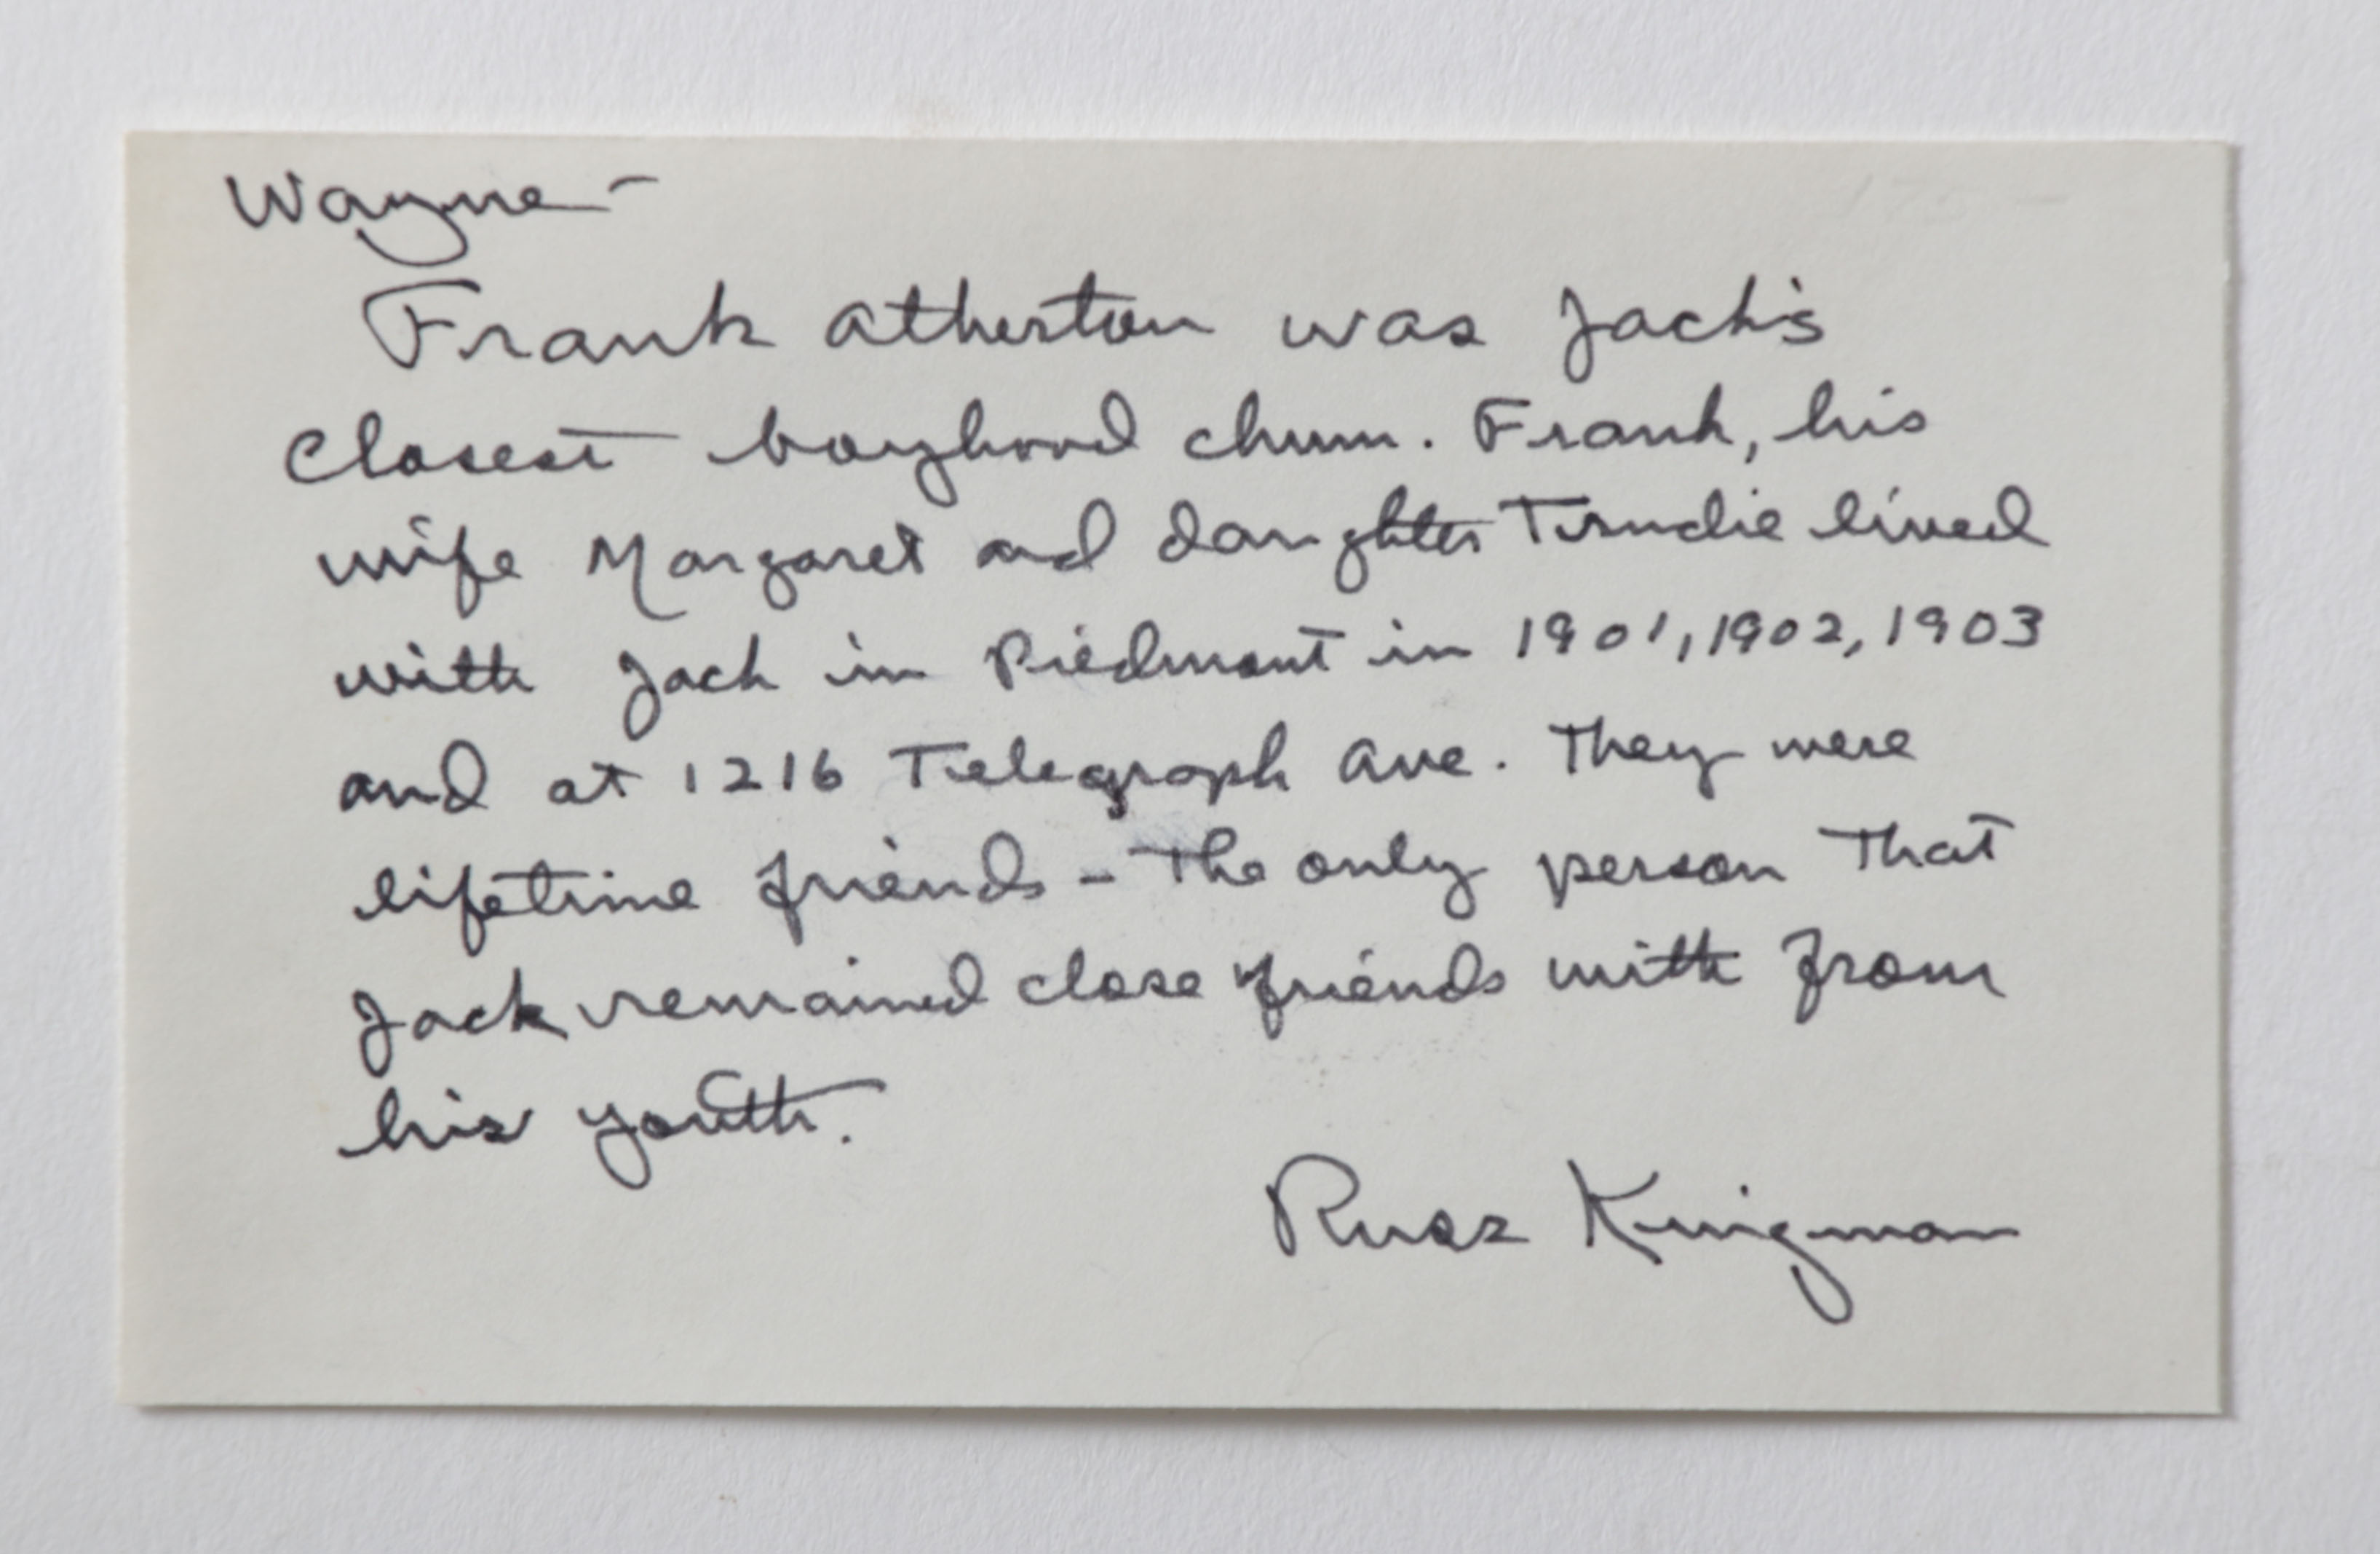 Wayne -
Frank Atherton was Jack's
closest boyhood chum. Frank, his
wife Margaret and daughter Trudie lived
with Jack in Piedmont in 1901, 1902, 1903
and at 1216 Telegraph Ave. They were
lifetime friends - The only person That
Jack remained close friends with from
his youth.
Russ Kingman